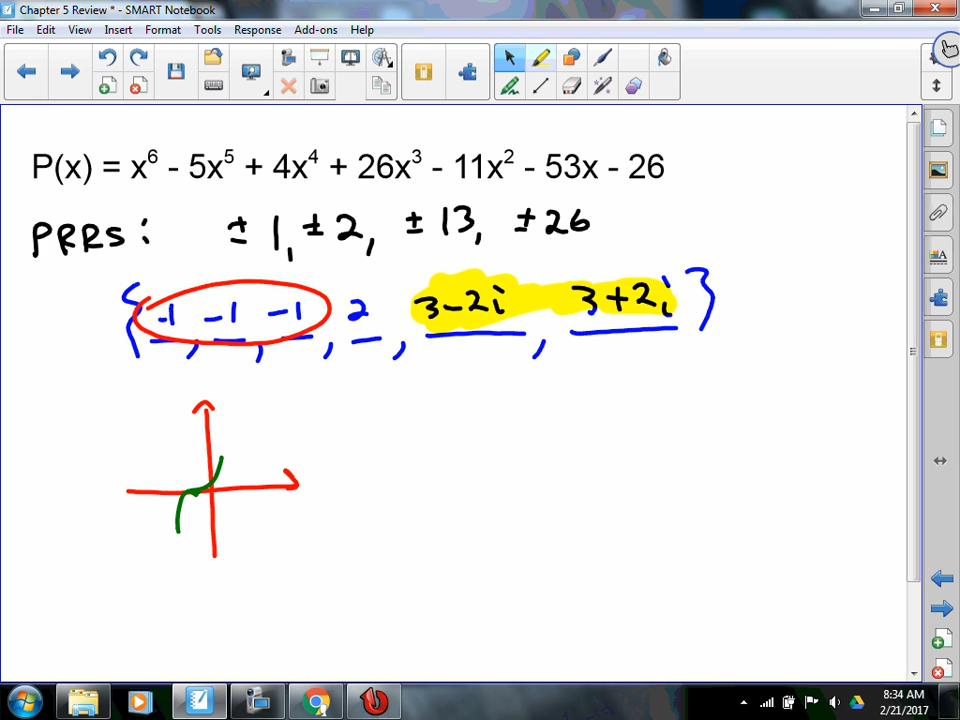 Chapter 5 Review * - SMART Notebook
File Edit View Insert Format Tools Response Add-ons Help
P(x) = x⁶ - 5x⁵ + 4x⁴ + 26x³ - 11x² - 53x - 26
PRRS: ± 1, ± 2, ± 13, ± 26
{ -1, -1, -1, 2, 3-2i, 3+2i }
8:34 AM
2/21/2017